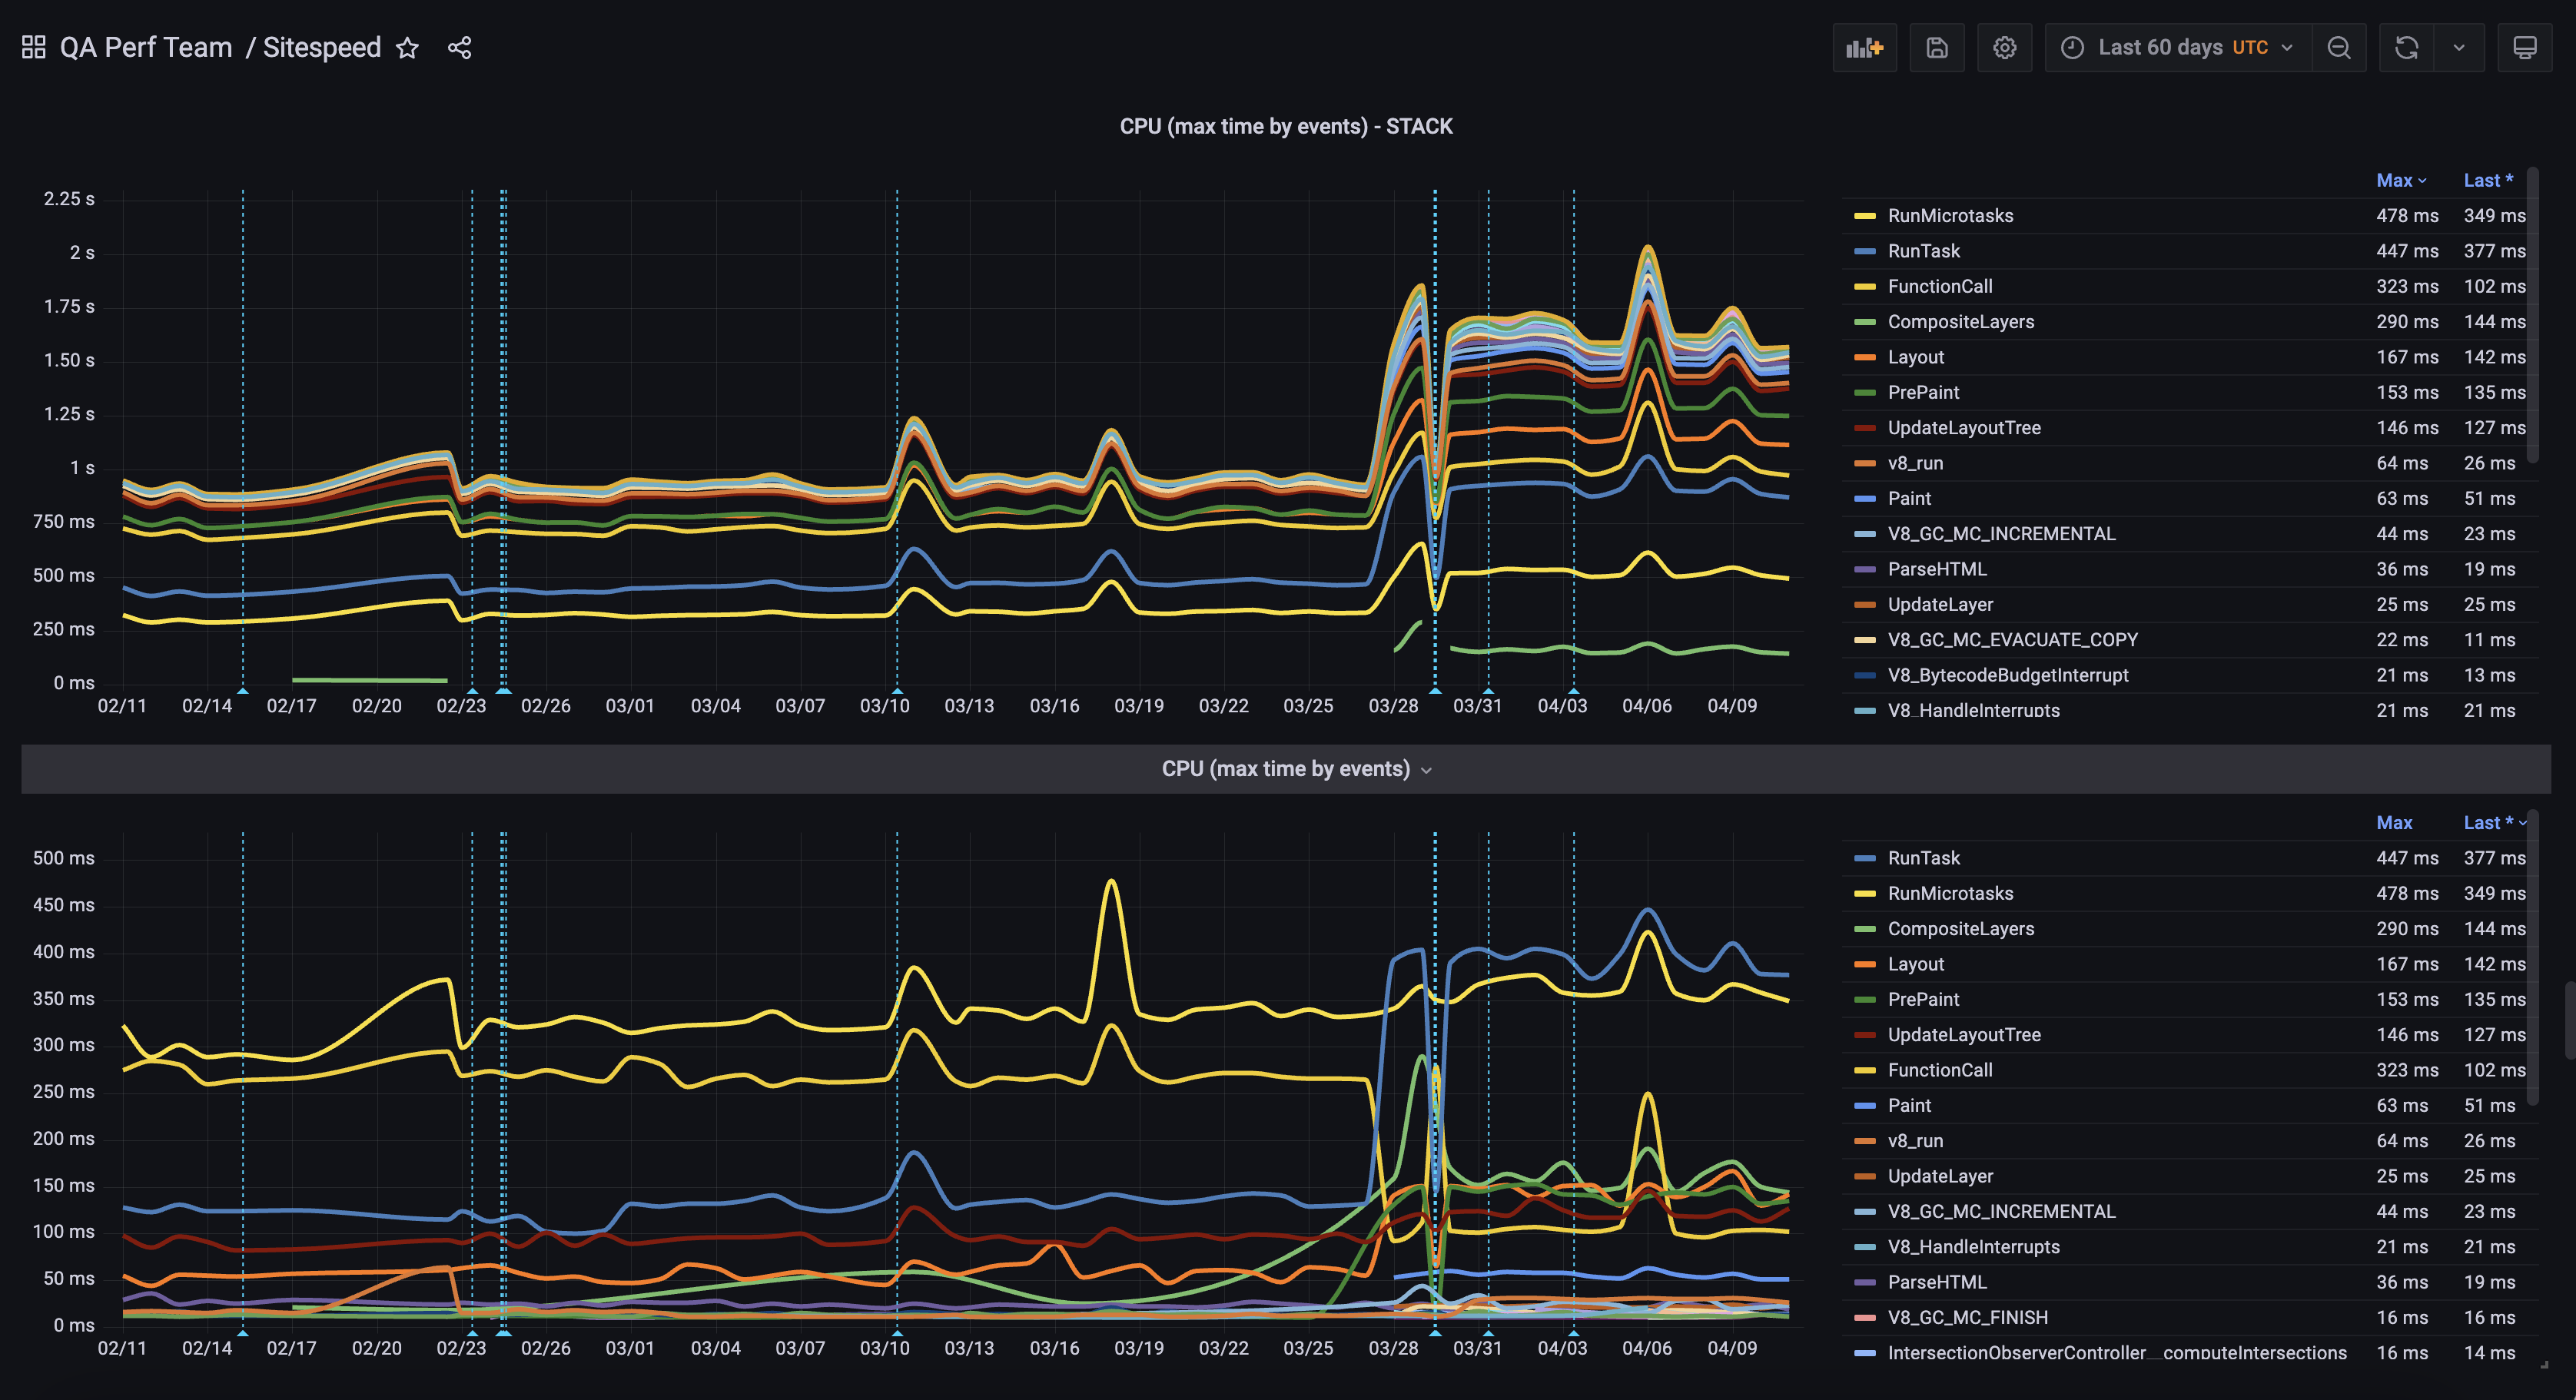 QA Perf Team / Sitespeed
Last 60 days UTC
CPU (max time by events) - STACK
Max Last *
2.25 s
2 s
1.75 s
1.50 s
1.25 s
1 s
750 ms
500 ms
250 ms
0 ms
02/11 02/14 02/17 02/20 02/23 02/26 03/01 03/04 03/07 03/10 03/13 03/16 03/19 03/22 03/25 03/28 03/31 04/03 04/06 04/09
RunMicrotasks 478 ms 349 ms
RunTask 447 ms 377 ms
FunctionCall 323 ms 102 ms
CompositeLayers 290 ms 144 ms
Layout 167 ms 142 ms
PrePaint 153 ms 135 ms
UpdateLayoutTree 146 ms 127 ms
v8_run 64 ms 26 ms
Paint 63 ms 51 ms
V8_GC_MC_INCREMENTAL 44 ms 23 ms
ParseHTML 36 ms 19 ms
UpdateLayer 25 ms 25 ms
V8_GC_MC_EVACUATE_COPY 22 ms 11 ms
V8_BytecodeBudgetInterrupt 21 ms 13 ms
V8_HandleInterrupts 21 ms 21 ms
CPU (max time by events)
Max Last *
500 ms
450 ms
400 ms
350 ms
300 ms
250 ms
200 ms
150 ms
100 ms
50 ms
0 ms
02/11 02/14 02/17 02/20 02/23 02/26 03/01 03/04 03/07 03/10 03/13 03/16 03/19 03/22 03/25 03/28 03/31 04/03 04/06 04/09
RunTask 447 ms 377 ms
RunMicrotasks 478 ms 349 ms
CompositeLayers 290 ms 144 ms
Layout 167 ms 142 ms
PrePaint 153 ms 135 ms
UpdateLayoutTree 146 ms 127 ms
FunctionCall 323 ms 102 ms
Paint 63 ms 51 ms
v8_run 64 ms 26 ms
UpdateLayer 25 ms 25 ms
V8_GC_MC_INCREMENTAL 44 ms 23 ms
V8_HandleInterrupts 21 ms 21 ms
ParseHTML 36 ms 19 ms
V8_GC_MC_FINISH 16 ms 16 ms
IntersectionObserverController__computeIntersections 16 ms 14 ms